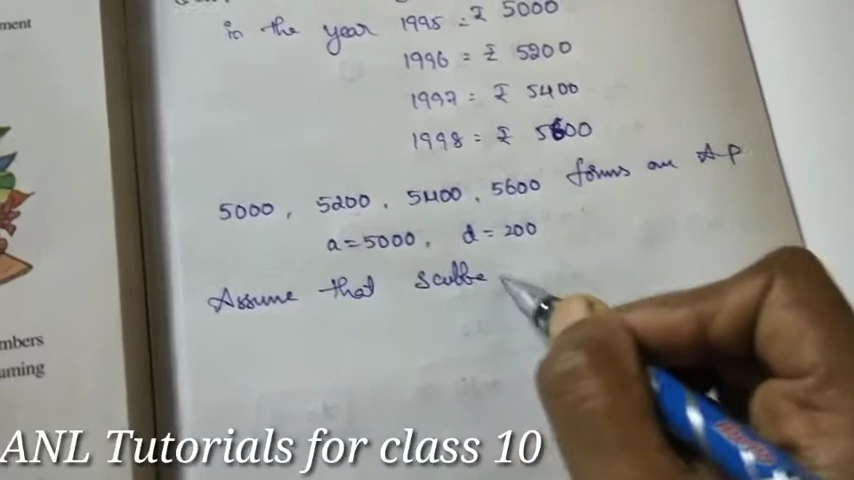 ment
in the year 1995 = ₹ 5000
1996 = ₹ 5200
1997 = ₹ 5400
1998 = ₹ 5600
5000, 5200, 5400, 5600 forms an AP
a=5000, d=200
Assume that Scubbe
mbers
aming
ANL Tutorials for class 10